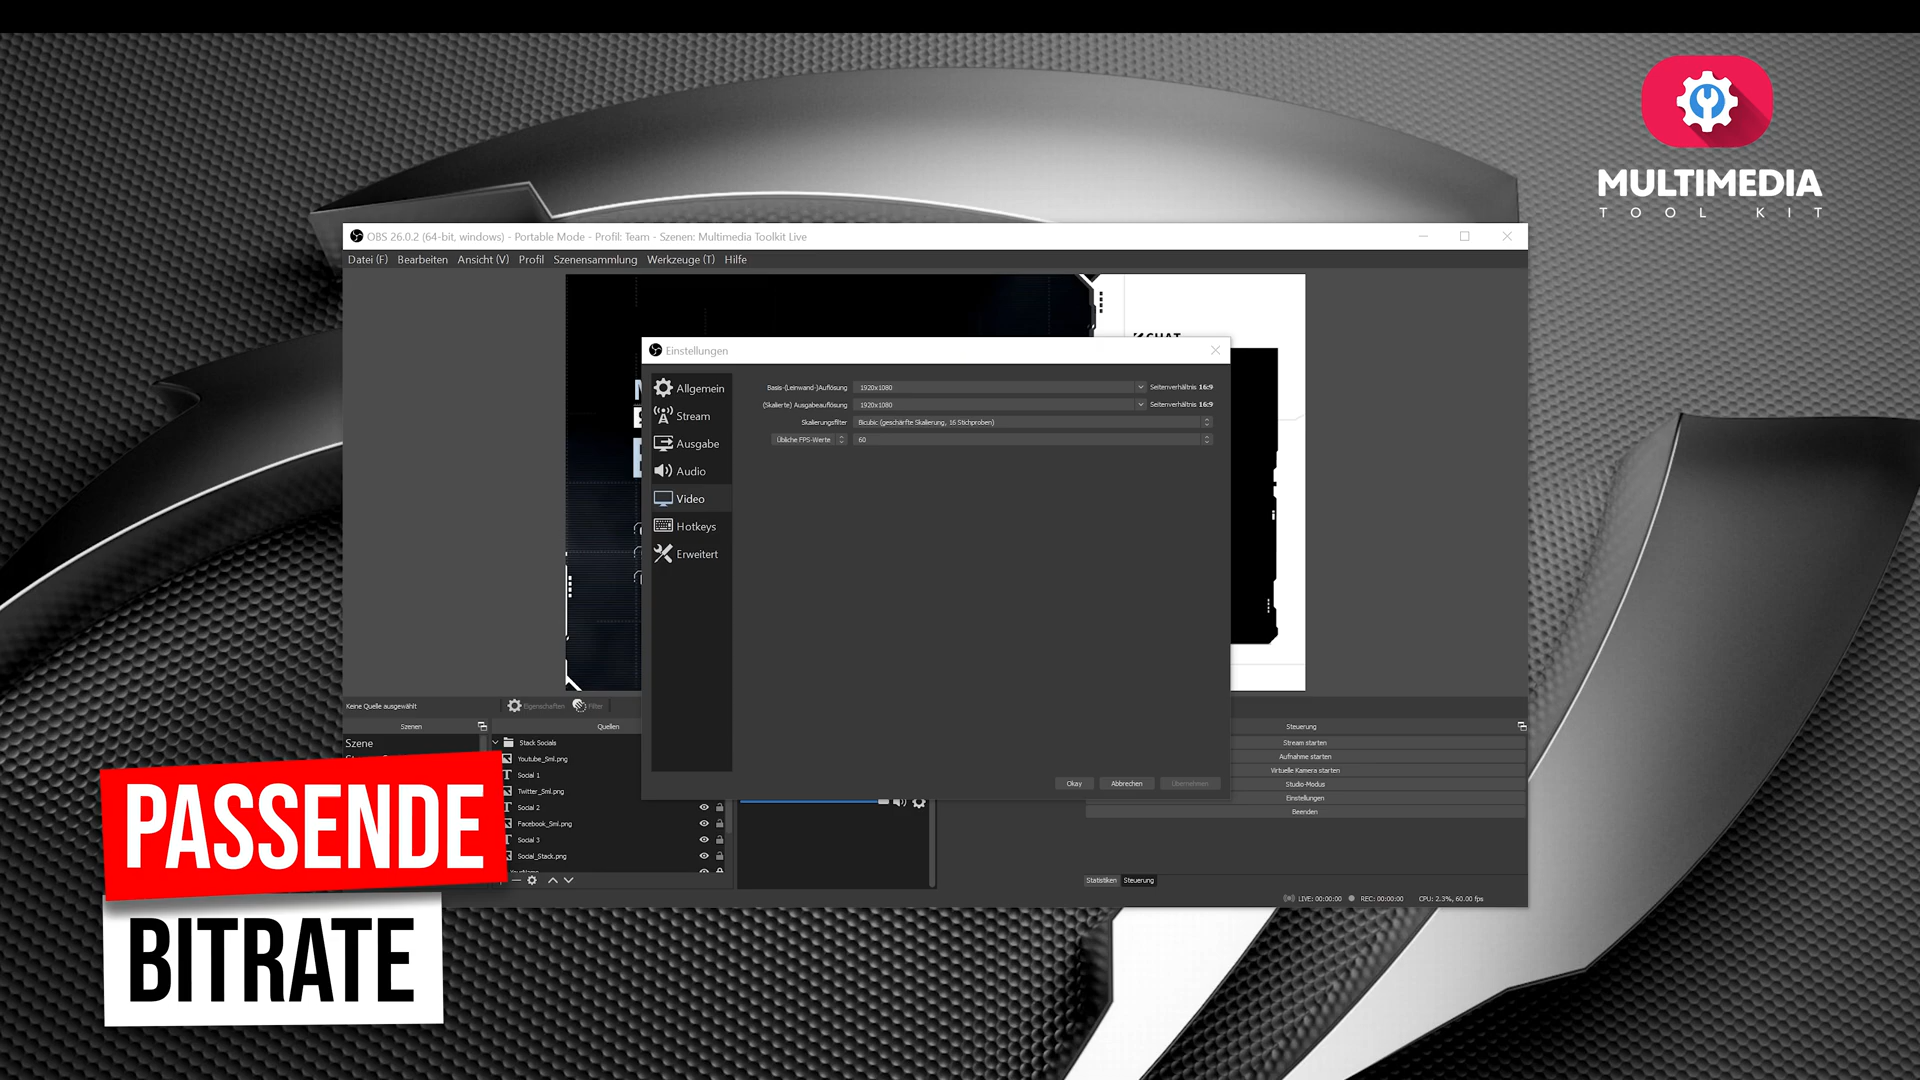 MULTIMEDIA
TOOL KIT
OBS 26.0.2 (64-bit, windows) - Portable Mode - Profil: Team - Szenen: Multimedia Toolkit Live
Datei (F) Bearbeiten Ansicht (V) Profil Szenensammlung Werkzeuge (T) Hilfe
CHAT
Einstellungen
Allgemein
Stream
Ausgabe
Audio
Video
Hotkeys
Erweitert
Basis-(Leinwand-)Auflösung 1920x1080 Seitenverhältnis 16:9
(Skalierte) Ausgabeauflösung 1920x1080 Seitenverhältnis 16:9
Skalierungsfilter Bicubic (geschärfte Skalierung, 16 Stichproben)
Übliche FPS-Werte 60
Okay Abbrechen Übernehmen
Keine Quelle ausgewählt Eigenschaften Filter
Szenen
Szene
Quellen
Stack Socials
Youtube_Sml.png
Social 1
Twitter_Sml.png
Social 2
Facebook_Sml.png
Social 3
Social_Stack.png
Steuerung
Stream starten
Aufnahme starten
Virtuelle Kamera starten
Studio-Modus
Einstellungen
Beenden
Statistiken Steuerung
LIVE: 00:00:00 REC: 00:00:00 CPU: 2.3%, 60.00 fps
PASSENDE
BITRATE